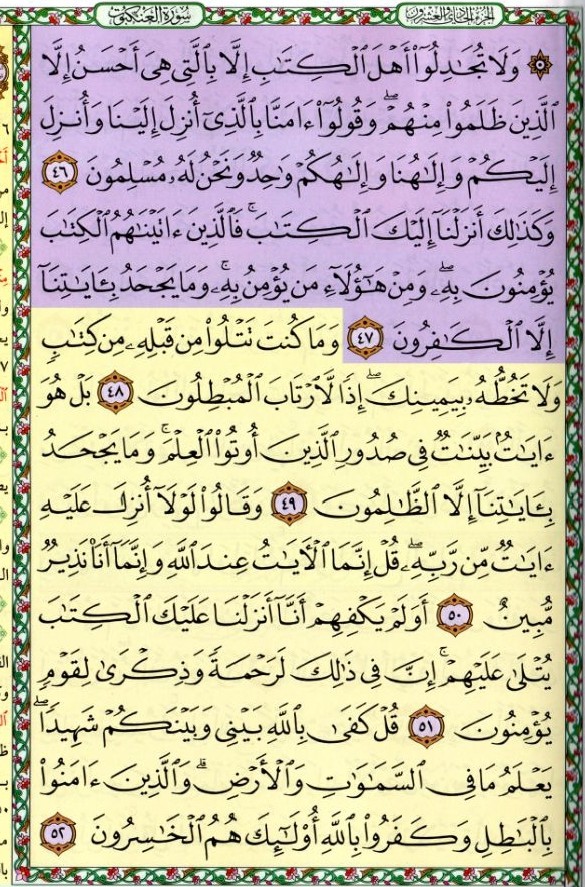 الجزء الحادي والعشرون
سورة العنكبوت
۞ وَلَا تُجَٰدِلُوٓا۟ أَهْلَ ٱلْكِتَٰبِ إِلَّا بِٱلَّتِى هِىَ أَحْسَنُ إِلَّا
ٱلَّذِينَ ظَلَمُوا۟ مِنْهُمْ ۖ وَقُولُوٓا۟ ءَامَنَّا بِٱلَّذِىٓ أُنزِلَ إِلَيْنَا وَأُنزِلَ
إِلَيْكُمْ وَإِلَٰهُنَا وَإِلَٰهُكُمْ وَٰحِدٌ وَنَحْنُ لَهُۥ مُسْلِمُونَ ٤٦
وَكَذَٰلِكَ أَنزَلْنَآ إِلَيْكَ ٱلْكِتَٰبَ ۚ فَٱلَّذِينَ ءَاتَيْنَٰهُمُ ٱلْكِتَٰبَ
يُؤْمِنُونَ بِهِۦ ۖ وَمِنْ هَٰٓؤُلَآءِ مَن يُؤْمِنُ بِهِۦ ۚ وَمَا يَجْحَدُ بِـَٔايَٰتِنَآ
إِلَّا ٱلْكَٰفِرُونَ ٤٧ وَمَا كُنتَ تَتْلُوا۟ مِن قَبْلِهِۦ مِن كِتَٰبٍ
وَلَا تَخُطُّهُۥ بِيَمِينِكَ ۖ إِذًا لَّٱرْتَابَ ٱلْمُبْطِلُونَ ٤٨ بَلْ هُوَ
ءَايَٰتٌۢ بَيِّنَٰتٌ فِى صُدُورِ ٱلَّذِينَ أُوتُوا۟ ٱلْعِلْمَ ۚ وَمَا يَجْحَدُ
بِـَٔايَٰتِنَآ إِلَّا ٱلظَّٰلِمُونَ ٤٩ وَقَالُوا۟ لَوْلَآ أُنزِلَ عَلَيْهِ
ءَايَٰتٌ مِّن رَّبِّهِۦ ۖ قُلْ إِنَّمَا ٱلْءَايَٰتُ عِندَ ٱللَّهِ وَإِنَّمَآ أَنَا۠ نَذِيرٌ
مُّبِينٌ ٥٠ أَوَلَمْ يَكْفِهِمْ أَنَّآ أَنزَلْنَا عَلَيْكَ ٱلْكِتَٰبَ
يُتْلَىٰ عَلَيْهِمْ ۚ إِنَّ فِى ذَٰلِكَ لَرَحْمَةً وَذِكْرَىٰ لِقَوْمٍ
يُؤْمِنُونَ ٥١ قُلْ كَفَىٰ بِٱللَّهِ بَيْنِى وَبَيْنَكُمْ شَهِيدًا ۖ
يَعْلَمُ مَا فِى ٱلسَّمَٰوَٰتِ وَٱلْأَرْضِ ۗ وَٱلَّذِينَ ءَامَنُوا۟
بِٱلْبَٰطِلِ وَكَفَرُوا۟ بِٱللَّهِ أُو۟لَٰٓئِكَ هُمُ ٱلْخَٰسِرُونَ ٥٢